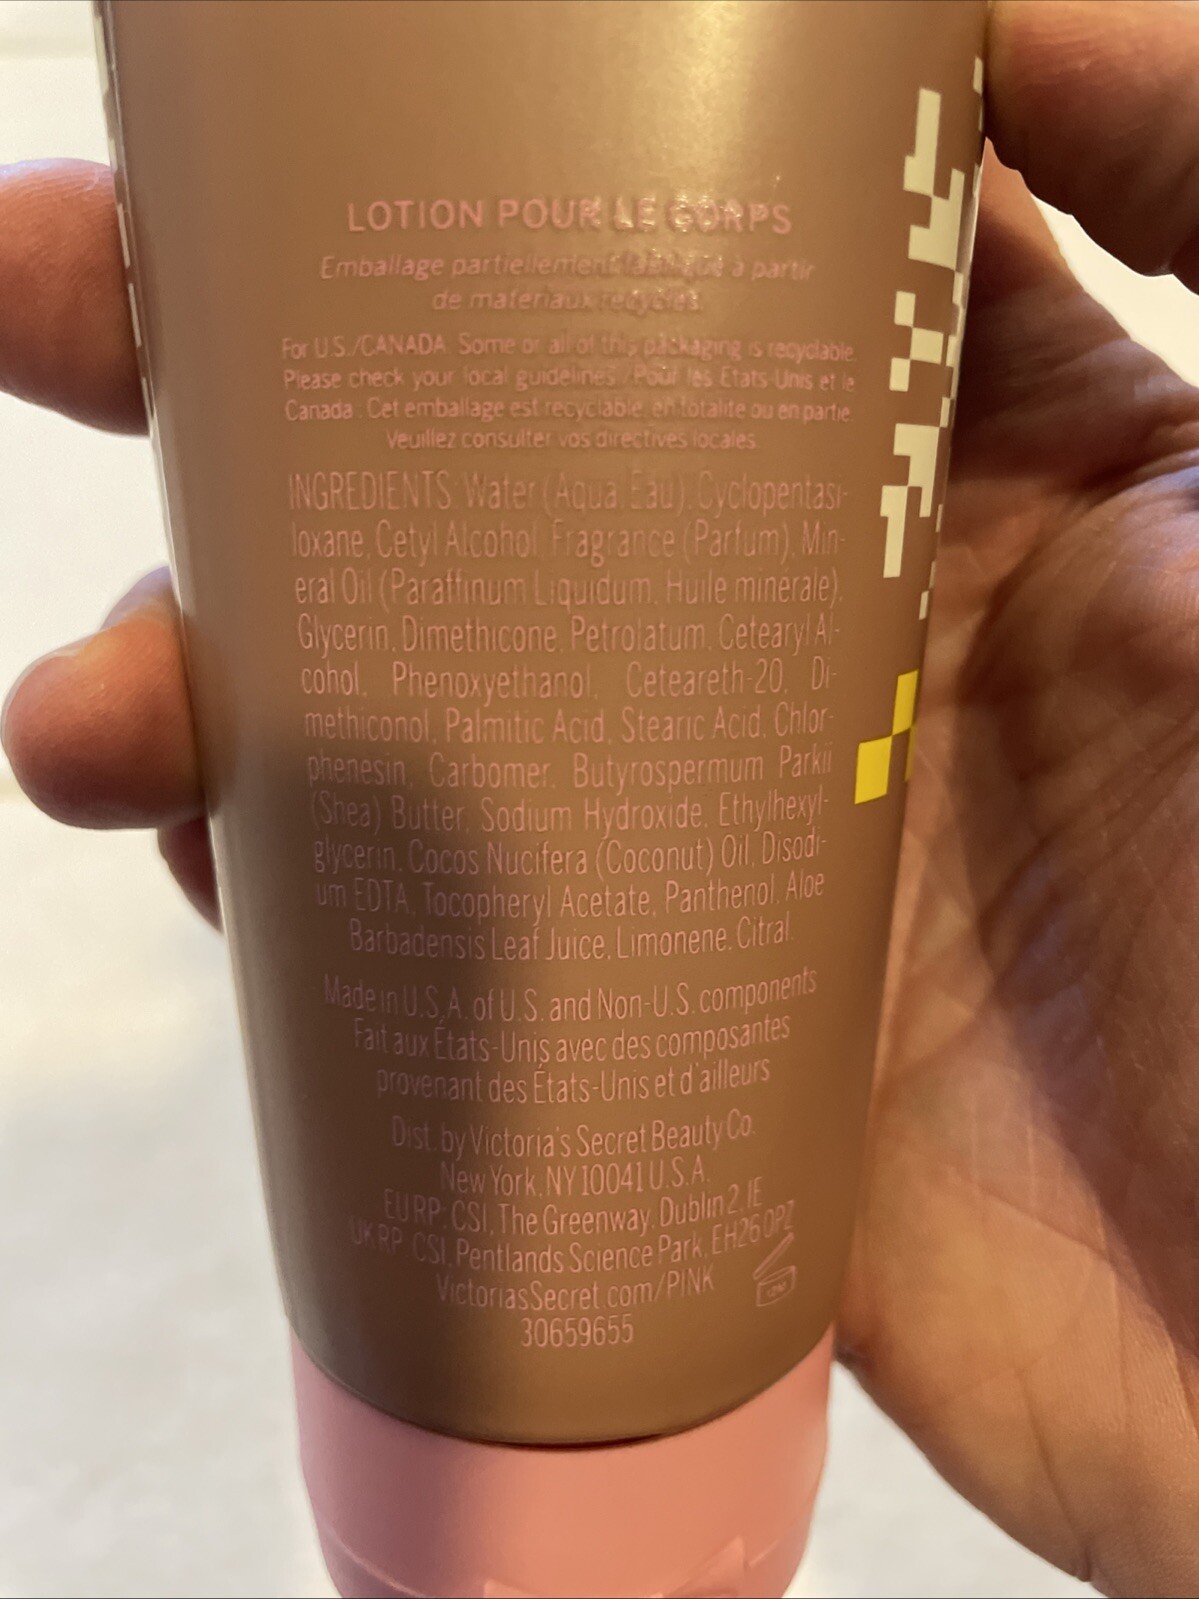 LOTION POUR LE CORPS
Emballage partiellement fabriqué à partir
de matériaux recyclés.
For U.S./CANADA: Some or all of this packaging is recyclable.
Please check your local guidelines./Pour les États-Unis et le
Canada : Cet emballage est recyclable, en totalité ou en partie.
Veuillez consulter vos directives locales.
INGREDIENTS: Water (Aqua, Eau), Cyclopentasi-
loxane, Cetyl Alcohol, Fragrance (Parfum), Min-
eral Oil (Paraffinum Liquidum, Huile minérale),
Glycerin, Dimethicone, Petrolatum, Cetearyl Al-
cohol, Phenoxyethanol, Ceteareth-20, Di-
methiconol, Palmitic Acid, Stearic Acid, Chlor-
phenesin, Carbomer, Butyrospermum Parkii
(Shea) Butter, Sodium Hydroxide, Ethylhexyl-
glycerin, Cocos Nucifera (Coconut) Oil, Disodi-
um EDTA, Tocopheryl Acetate, Panthenol, Aloe
Barbadensis Leaf Juice, Limonene, Citral.
Made in U.S.A. of U.S. and Non-U.S. components
Fait aux États-Unis avec des composantes
provenant des États-Unis et d'ailleurs
Dist. by Victoria's Secret Beauty Co.
New York, NY 10041 U.S.A.
EU RP: CSI, The Greenway, Dublin 2, IE
UK RP: CSI, Pentlands Science Park, EH26 0PZ
VictoriasSecret.com/PINK
12M
30659655